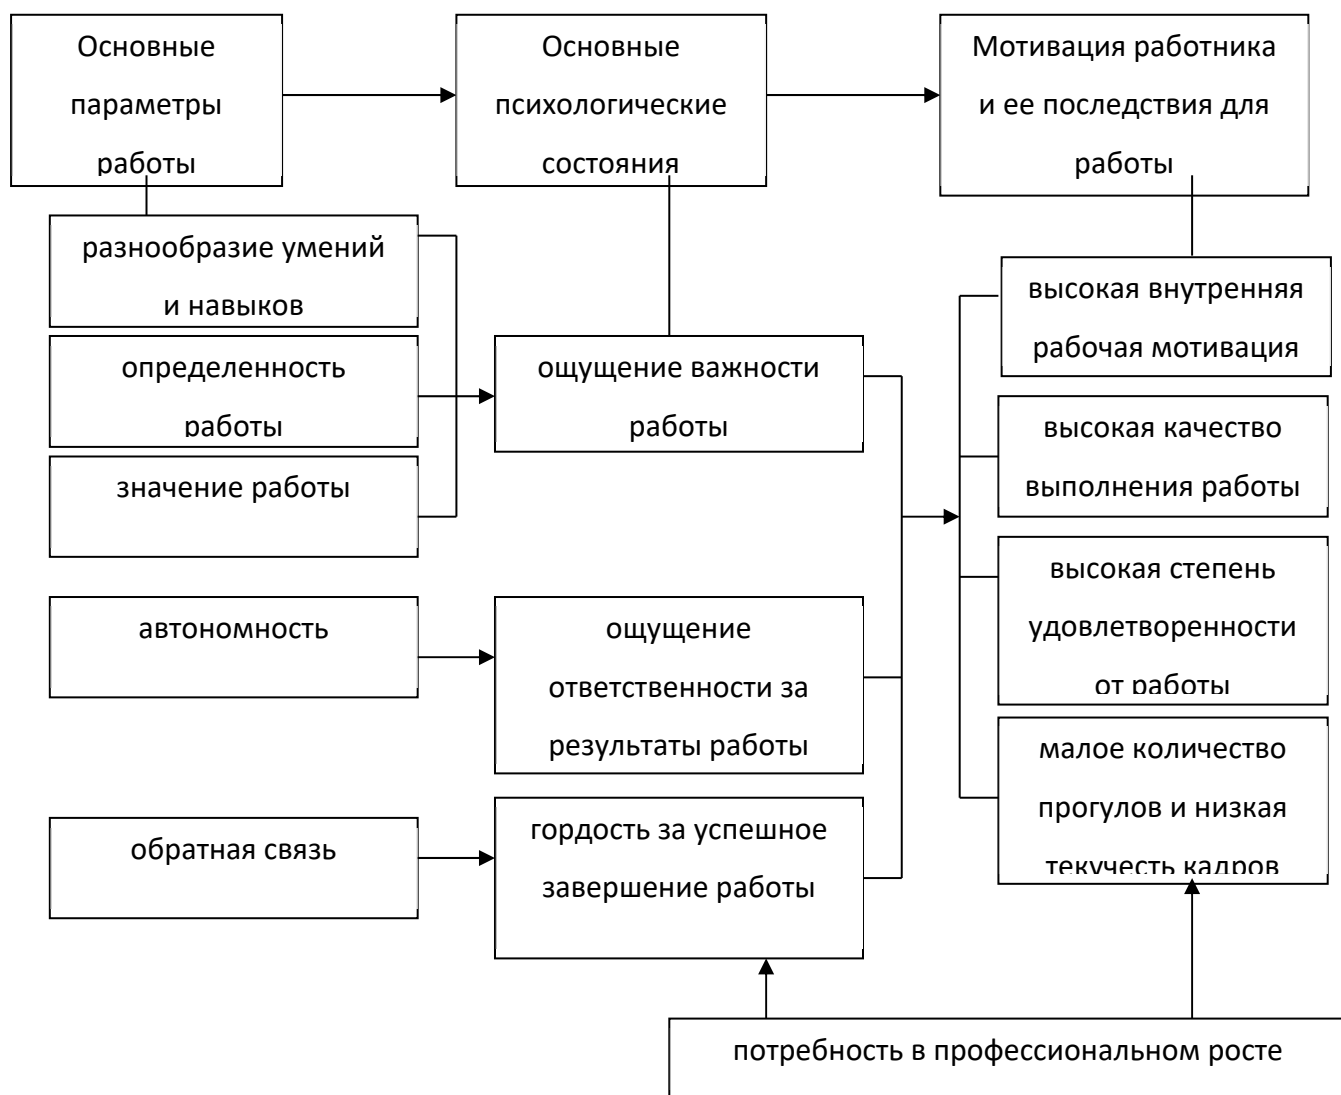 Основные
параметры
работы
Основные
психологические
состояния
Мотивация работника
и ее последствия для
работы
разнообразие умений
и навыков
определенность
работы
значение работы
автономность
обратная связь
ощущение важности
работы
ощущение
ответственности за
результаты работы
гордость за успешное
завершение работы
высокая внутренняя
рабочая мотивация
высокая качество
выполнения работы
высокая степень
удовлетворенности
от работы
малое количество
прогулов и низкая
текучесть кадров
потребность в профессиональном росте